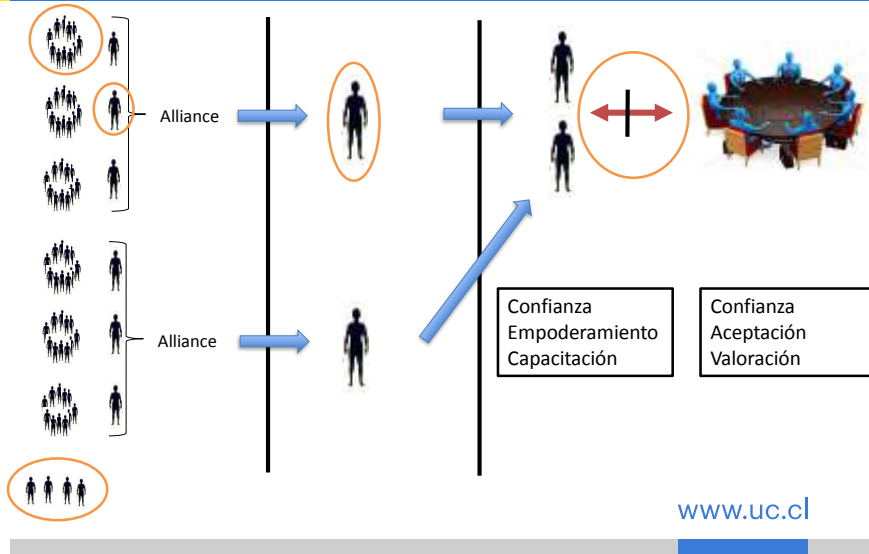 Alliance
Alliance
Confianza
Empoderamiento
Capacitación
Confianza
Aceptación
Valoración
www.uc.cl